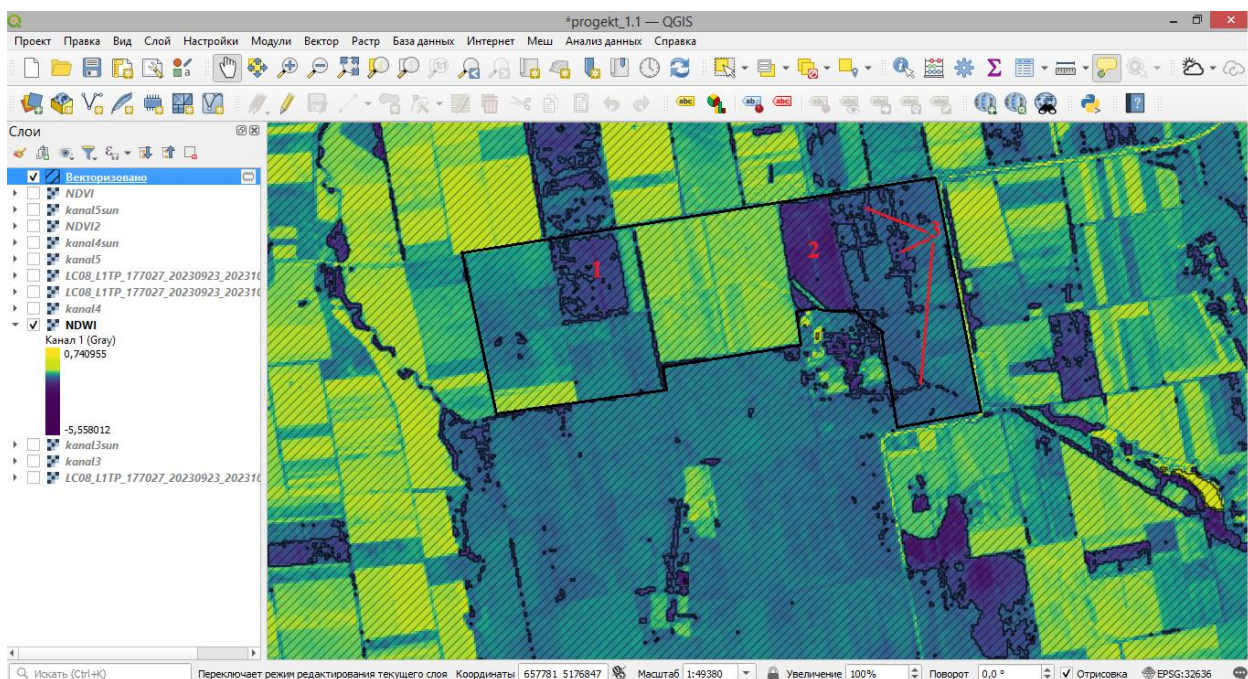 *progekt_1.1 — QGIS
Проект Правка Вид Слой Настройки Модули Вектор Растр База данных Интернет Меш Анализ данных Справка
Слои
Векторизовано
NDVI
kanal5sun
NDVI2
kanal4sun
kanal5
LC08_L1TP_177027_20230923_202310
LC08_L1TP_177027_20230923_202310
kanal4
NDWI
Канал 1 (Gray)
0,740955
-5,558012
kanal3sun
kanal3
LC08_L1TP_177027_20230923_202310
1
2
3
Искать (Ctrl+K) Переключает режим редактирования текущего слоя Координаты 657781 5176847 Масштаб 1:49380 Увеличение 100% Поворот 0,0 ° Отрисовка EPSG:32636